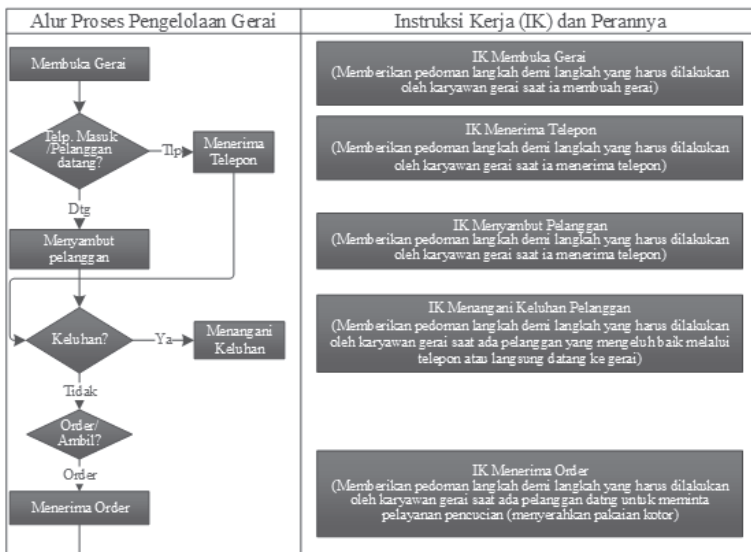 Alur Proses Pengelolaan Gerai
Instruksi Kerja (IK) dan Perannya
Membuka Gerai
IK Membuka Gerai
(Memberikan pedoman langkah demi langkah yang harus dilakukan
oleh karyawan gerai saat ia membuah gerai)
Telp. Masuk
/Pelanggan
datang?
Tlp
Menerima
Telepon
IK Menerima Telepon
(Memberikan pedoman langkah demi langkah yang harus dilakukan
oleh karyawan gerai saat ia menerima telepon)
Dtg
Menyambut
pelanggan
IK Menyambut Pelanggan
(Memberikan pedoman langkah demi langkah yang harus dilakukan
oleh karyawan gerai saat ia menerima telepon)
Keluhan?
Ya
Menangani
Keluhan
IK Menangani Keluhan Pelanggan
(Memberikan pedoman langkah demi langkah yang harus dilakukan
oleh karyawan gerai saat ada pelanggan yang mengeluh baik melalui
telepon atau langsung datang ke gerai)
Tidak
Order/
Ambil?
Order
Menerima Order
IK Menerima Order
(Memberikan pedoman langkah demi langkah yang harus dilakukan
oleh karyawan gerai saat ada pelanggan datng untuk meminta
pelayanan pencucian (menyerahkan pakaian kotor)